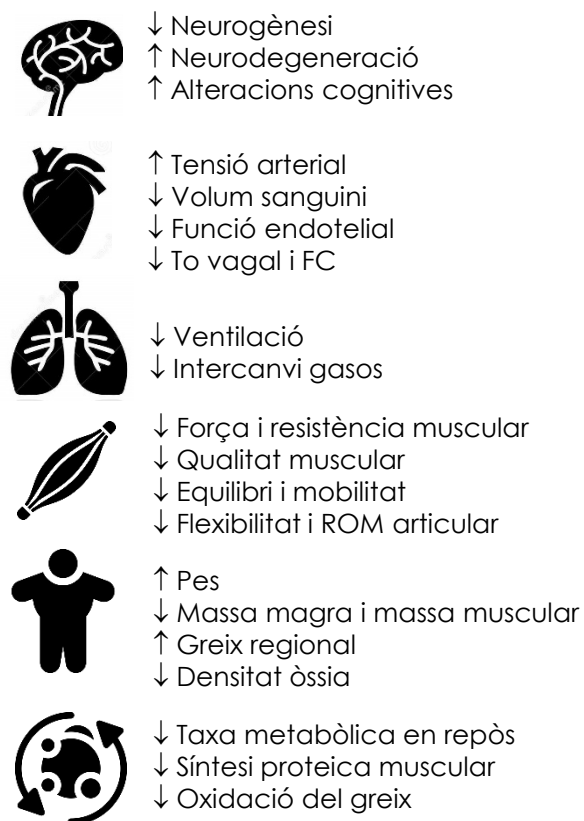 ↓ Neurogènesi
↑ Neurodegeneració
↑ Alteracions cognitives
↑ Tensió arterial
↓ Volum sanguini
↓ Funció endotelial
↓ To vagal i FC
↓ Ventilació
↓ Intercanvi gasos
↓ Força i resistència muscular
↓ Qualitat muscular
↓ Equilibri i mobilitat
↓ Flexibilitat i ROM articular
↑ Pes
↓ Massa magra i massa muscular
↑ Greix regional
↓ Densitat òssia
↓ Taxa metabòlica en repòs
↓ Síntesi proteica muscular
↓ Oxidació del greix